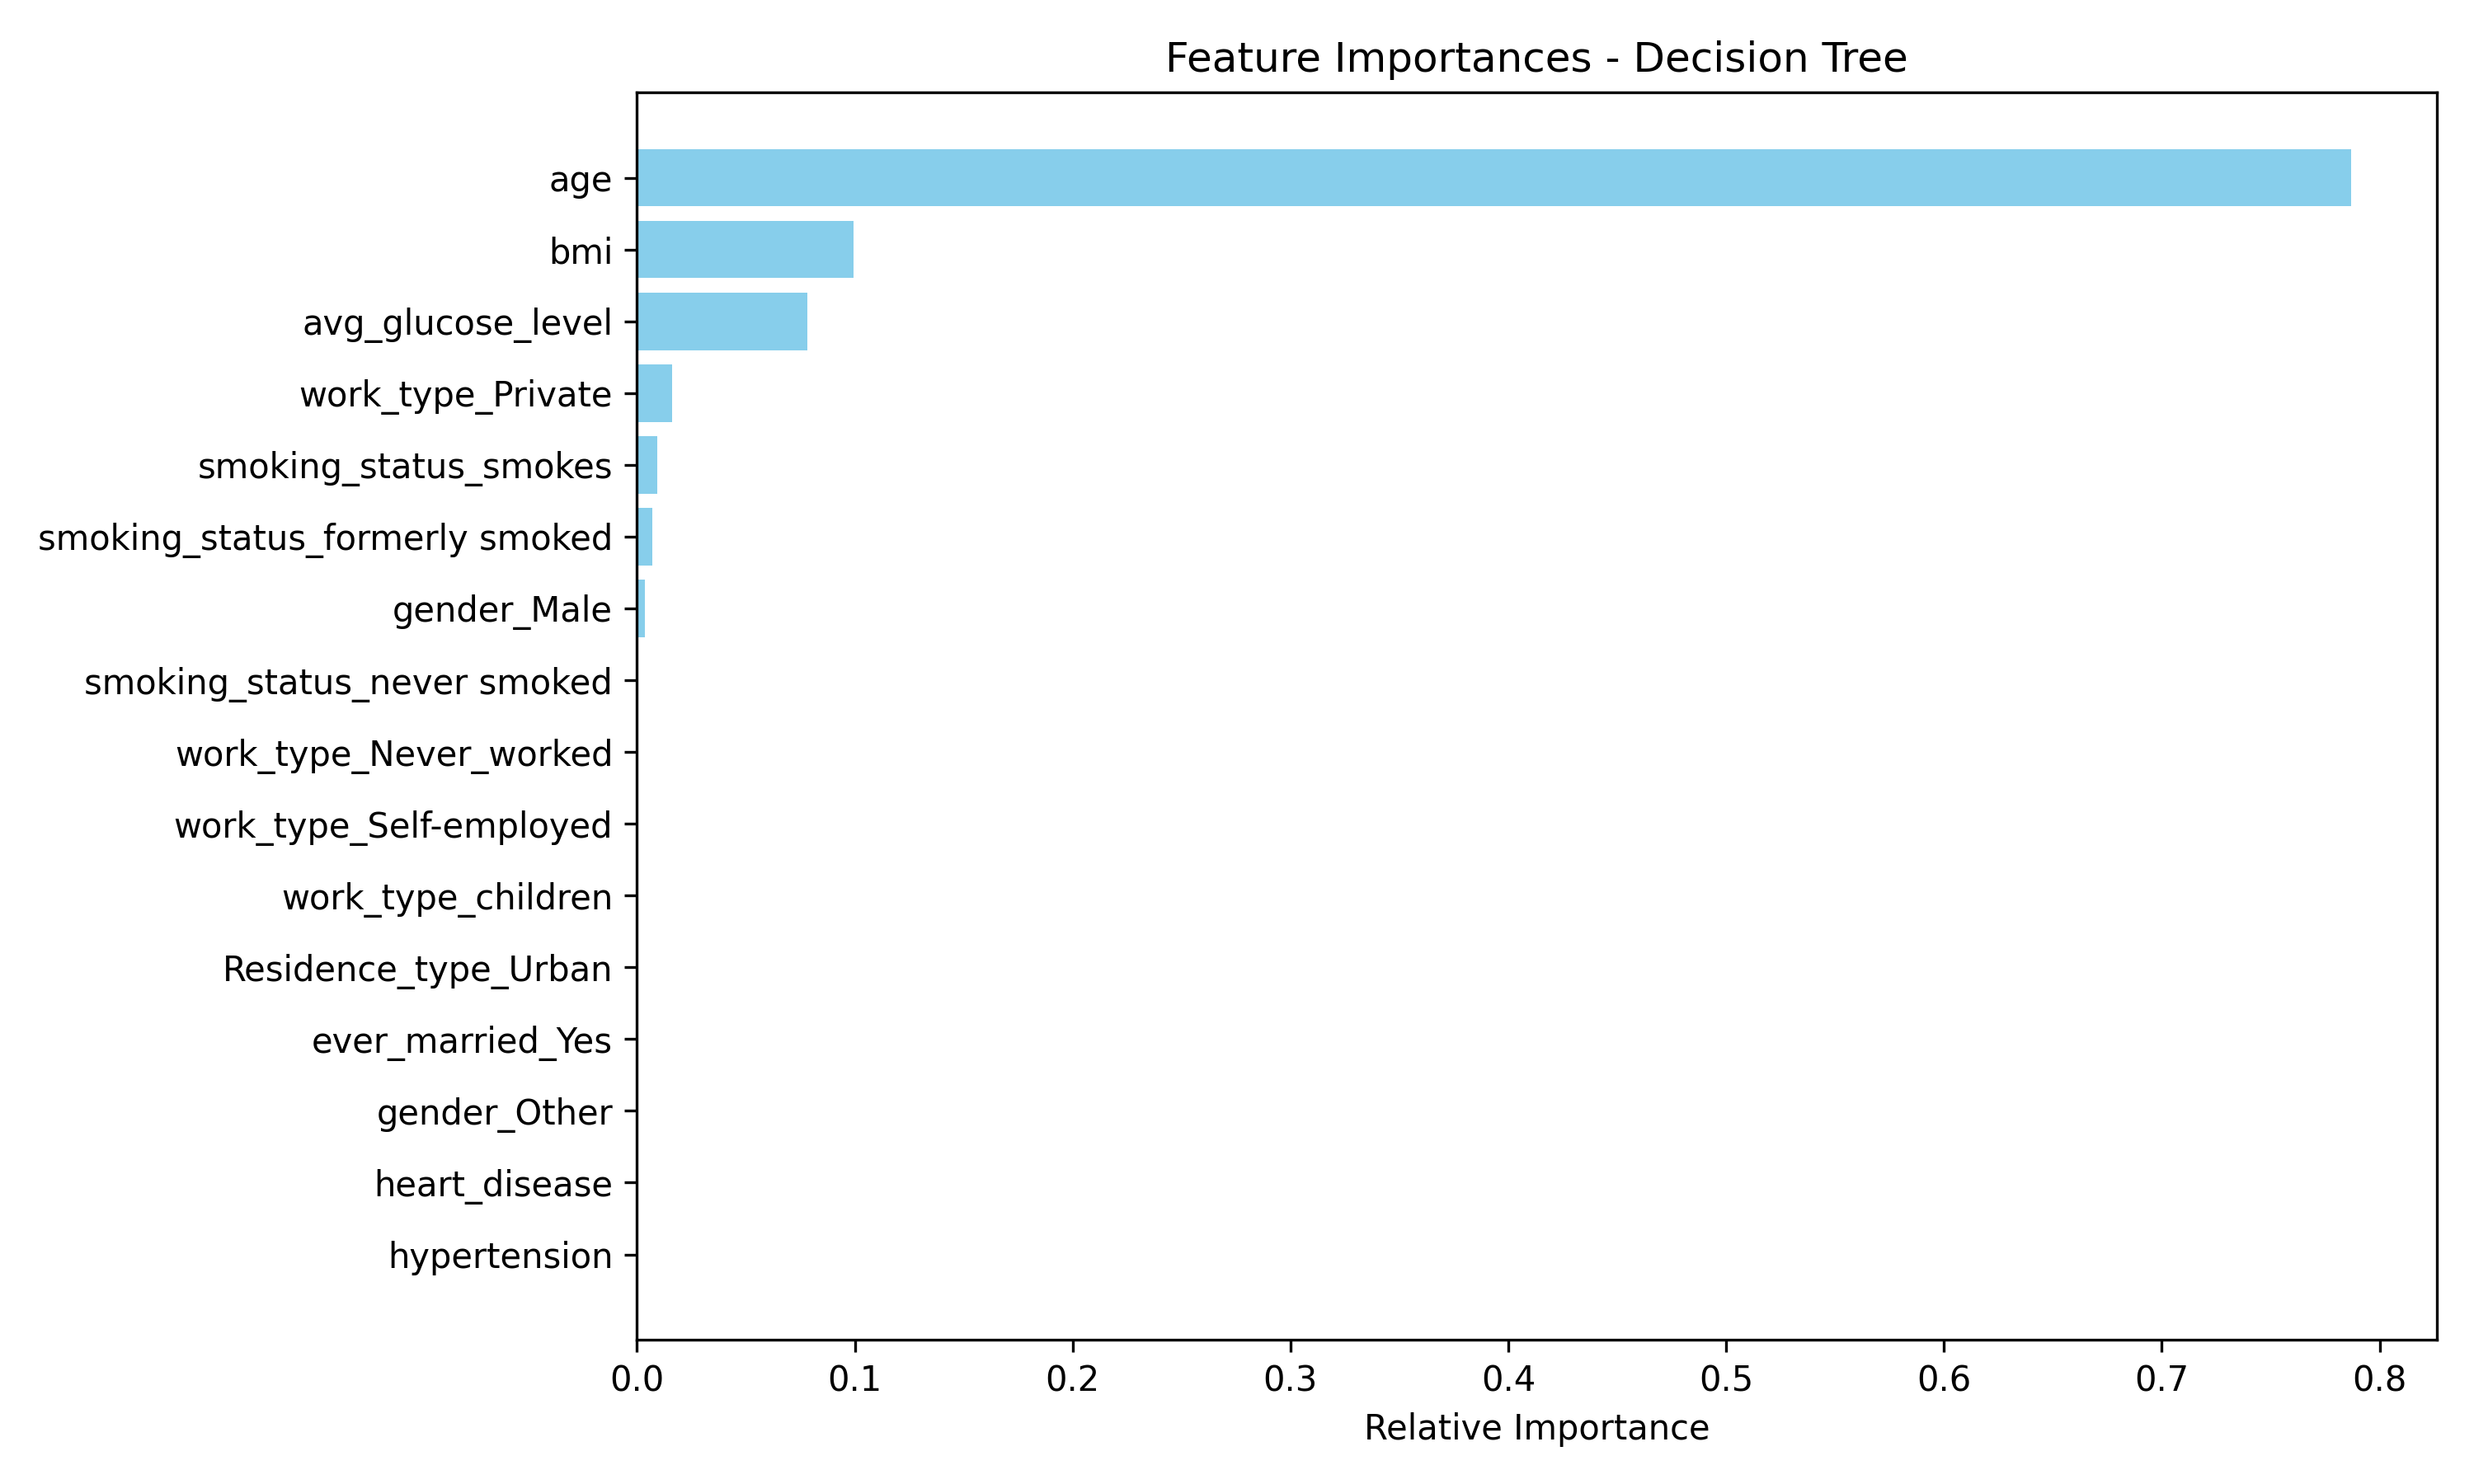 Feature Importances - Decision Tree
age
bmi
avg_glucose_level
work_type_Private
smoking_status_smokes
smoking_status_formerly smoked
gender_Male
smoking_status_never smoked
work_type_Never_worked
work_type_Self-employed
work_type_children
Residence_type_Urban
ever_married_Yes
gender_Other
heart_disease
hypertension
0.0 0.1 0.2 0.3 0.4 0.5 0.6 0.7 0.8
Relative Importance